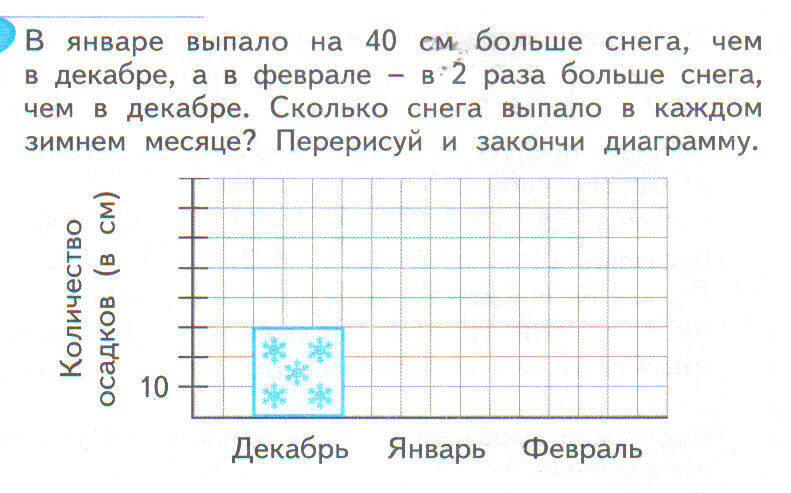 В январе выпало на 40 см больше снега, чем
в декабре, а в феврале – в 2 раза больше снега,
чем в декабре. Сколько снега выпало в каждом
зимнем месяце? Перерисуй и закончи диаграмму.
Количество
осадков (в см)
10
Декабрь Январь Февраль